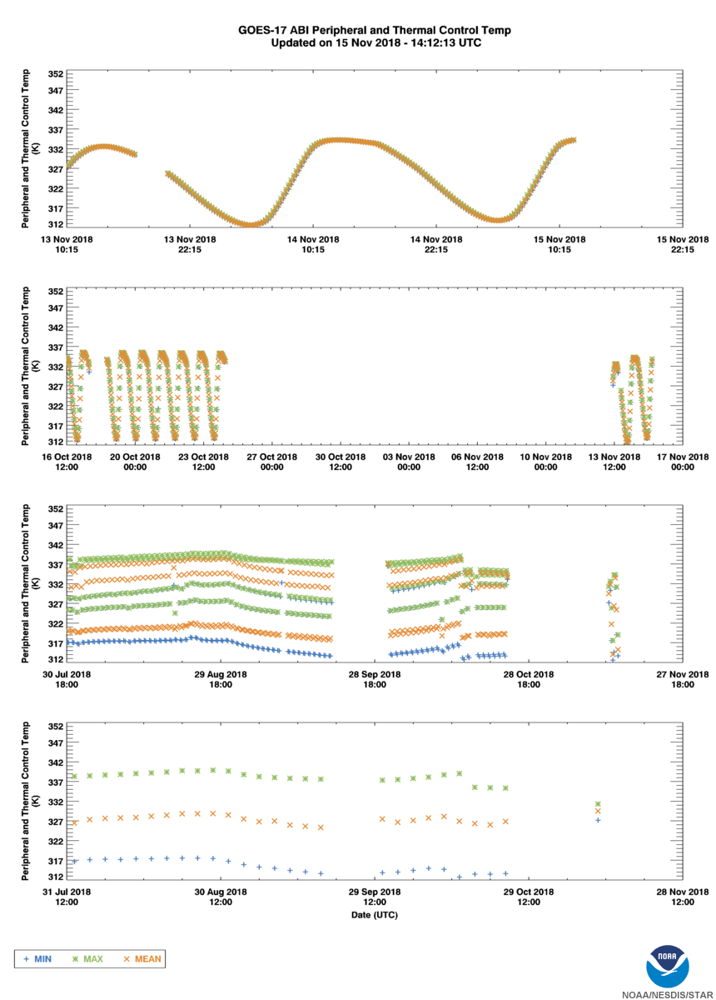 GOES-17 ABI Peripheral and Thermal Control Temp
Updated on 15 Nov 2018 - 14:12:13 UTC
Peripheral and Thermal Control Temp
(K)
352
347
342
337
332
327
322
317
312
13 Nov 2018 13 Nov 2018 14 Nov 2018 14 Nov 2018 15 Nov 2018 15 Nov 2018
10:15 22:15 10:15 22:15 10:15 22:15
Peripheral and Thermal Control Temp
(K)
352
347
342
337
332
327
322
317
312
16 Oct 2018 20 Oct 2018 23 Oct 2018 27 Oct 2018 30 Oct 2018 03 Nov 2018 06 Nov 2018 10 Nov 2018 13 Nov 2018 17 Nov 2018
12:00 00:00 12:00 00:00 12:00 00:00 12:00 00:00 12:00 00:00
Peripheral and Thermal Control Temp
(K)
352
347
342
337
332
327
322
317
312
30 Jul 2018 29 Aug 2018 28 Sep 2018 28 Oct 2018 27 Nov 2018
18:00 18:00 18:00 18:00 18:00
Peripheral and Thermal Control Temp
(K)
352
347
342
337
332
327
322
317
312
31 Jul 2018 30 Aug 2018 29 Sep 2018 29 Oct 2018 28 Nov 2018
12:00 12:00 12:00 12:00 12:00
Date (UTC)
MIN MAX MEAN
NOAA
NOAA/NESDIS/STAR